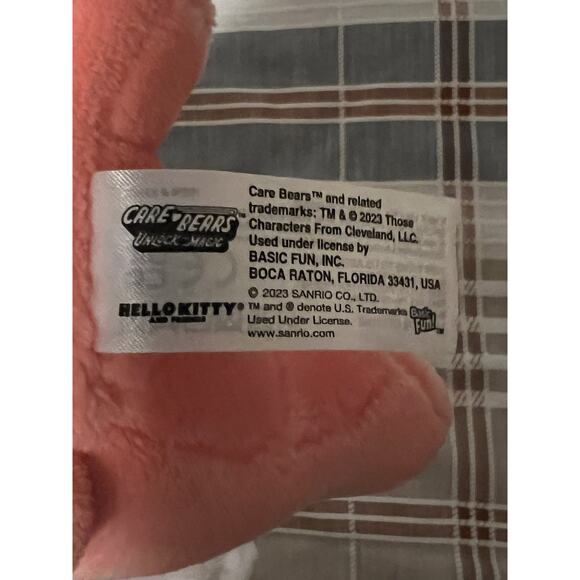 CARE BEARS™
UNLOCK THE MAGIC
Care Bears™ and related
trademarks: TM & © 2023 Those
Characters From Cleveland, LLC.
Used under license by
BASIC FUN, INC.
BOCA RATON, FLORIDA 33431, USA
HELLO KITTY®
AND FRIENDS
© 2023 SANRIO CO., LTD.
™ and ® denote U.S. Trademarks
Used Under License.
www.sanrio.com
Basic
Fun!™